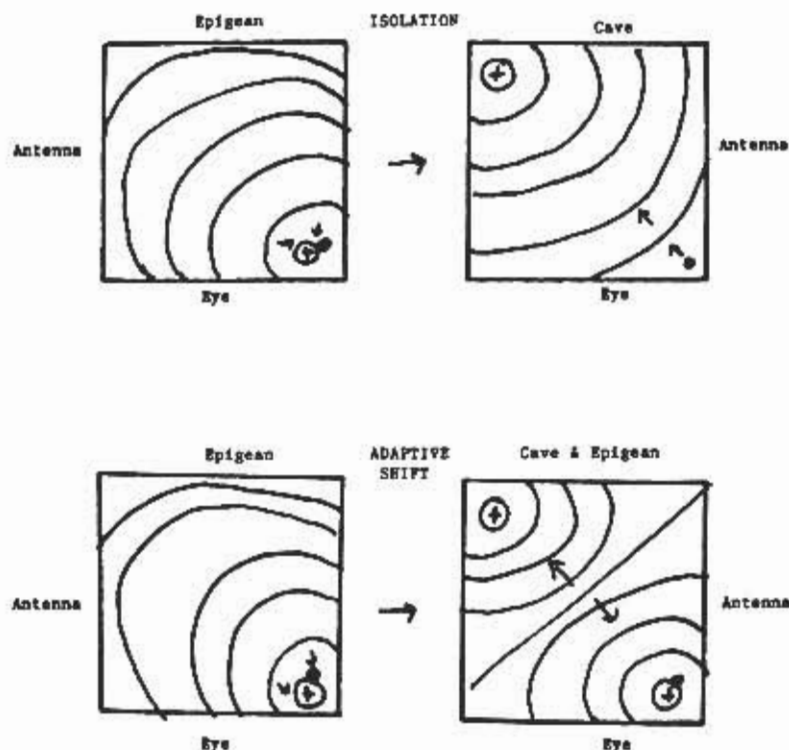 Epigean
ISOLATION
Cave
Antenna
Antenna
Eye
Eye
Epigean
ADAPTIVE
SHIFT
Cave & Epigean
Antenna
Antenna
Eye
Eye